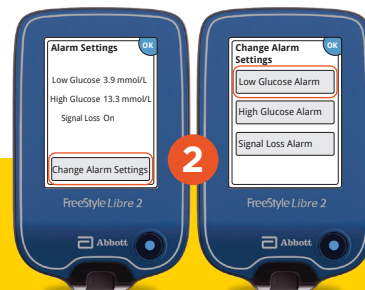 Alarm Settings
OK
Low Glucose 3.9 mmol/L
High Glucose 13.3 mmol/L
Signal Loss On
Change Alarm Settings
FreeStyle Libre 2
Abbott
2
Change Alarm
Settings
OK
Low Glucose Alarm
High Glucose Alarm
Signal Loss Alarm
FreeStyle Libre 2
Abbott